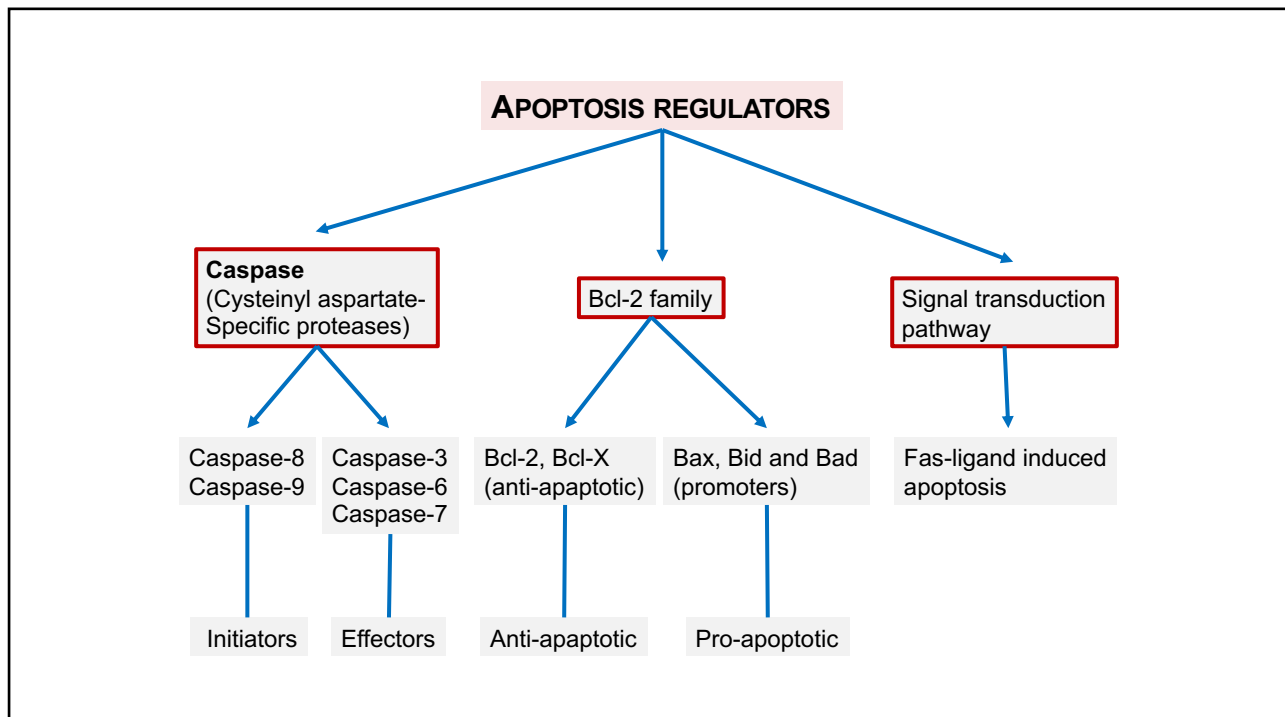 APOPTOSIS REGULATORS
Caspase
(Cysteinyl aspartate-
Specific proteases)
Bcl-2 family
Signal transduction
pathway
Caspase-8
Caspase-9
Caspase-3
Caspase-6
Caspase-7
Bcl-2, Bcl-X
(anti-apaptotic)
Bax, Bid and Bad
(promoters)
Fas-ligand induced
apoptosis
Initiators
Effectors
Anti-apaptotic
Pro-apoptotic